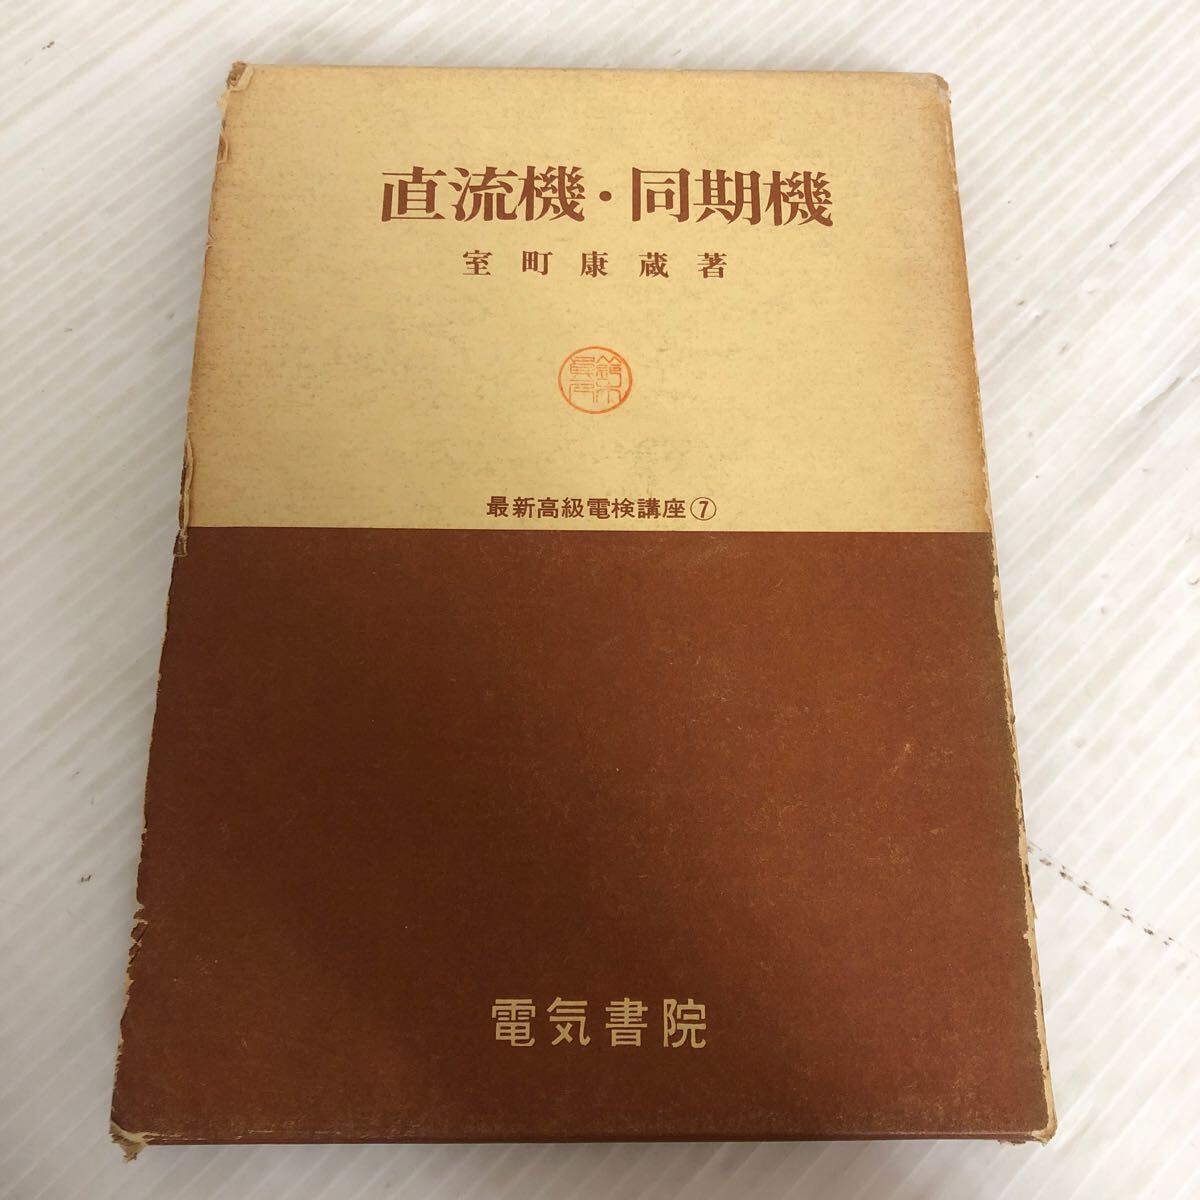 直流機・同期機
室町康蔵著
最新高級電検講座⑦
電気書院